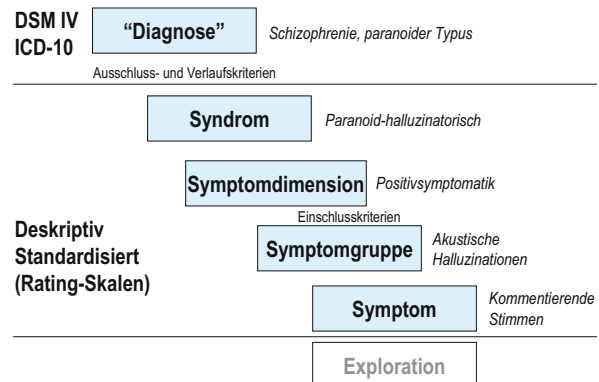 DSM IV
ICD-10
“Diagnose”
Schizophrenie, paranoider Typus
Ausschluss- und Verlaufskriterien
Syndrom
Paranoid-halluzinatorisch
Symptomdimension
Positivsymptomatik
Einschlusskriterien
Deskriptiv
Standardisiert
(Rating-Skalen)
Symptomgruppe
Akustische
Halluzinationen
Symptom
Kommentierende
Stimmen
Exploration